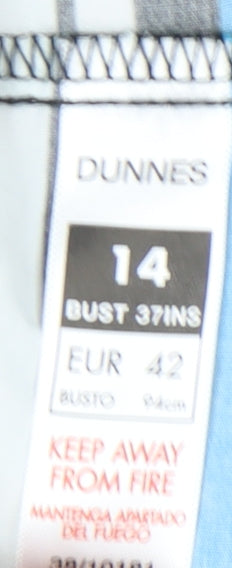 DUNNES
14
BUST 37INS
EUR 42
BUSTO 94cm
KEEP AWAY
FROM FIRE
MANTENGA APARTADO
DEL FUEGO